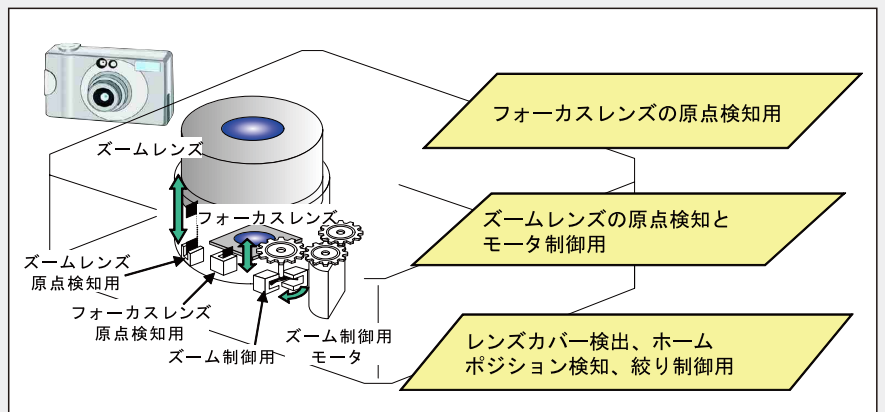 フォーカスレンズの原点検知用
ズームレンズ
ズームレンズの原点検知と
モータ制御用
フォーカスレンズ
ズームレンズ
原点検知用
フォーカスレンズ
原点検知用
ズーム制御用
ズーム制御用
モータ
レンズカバー検出、ホーム
ポジション検知、絞り制御用